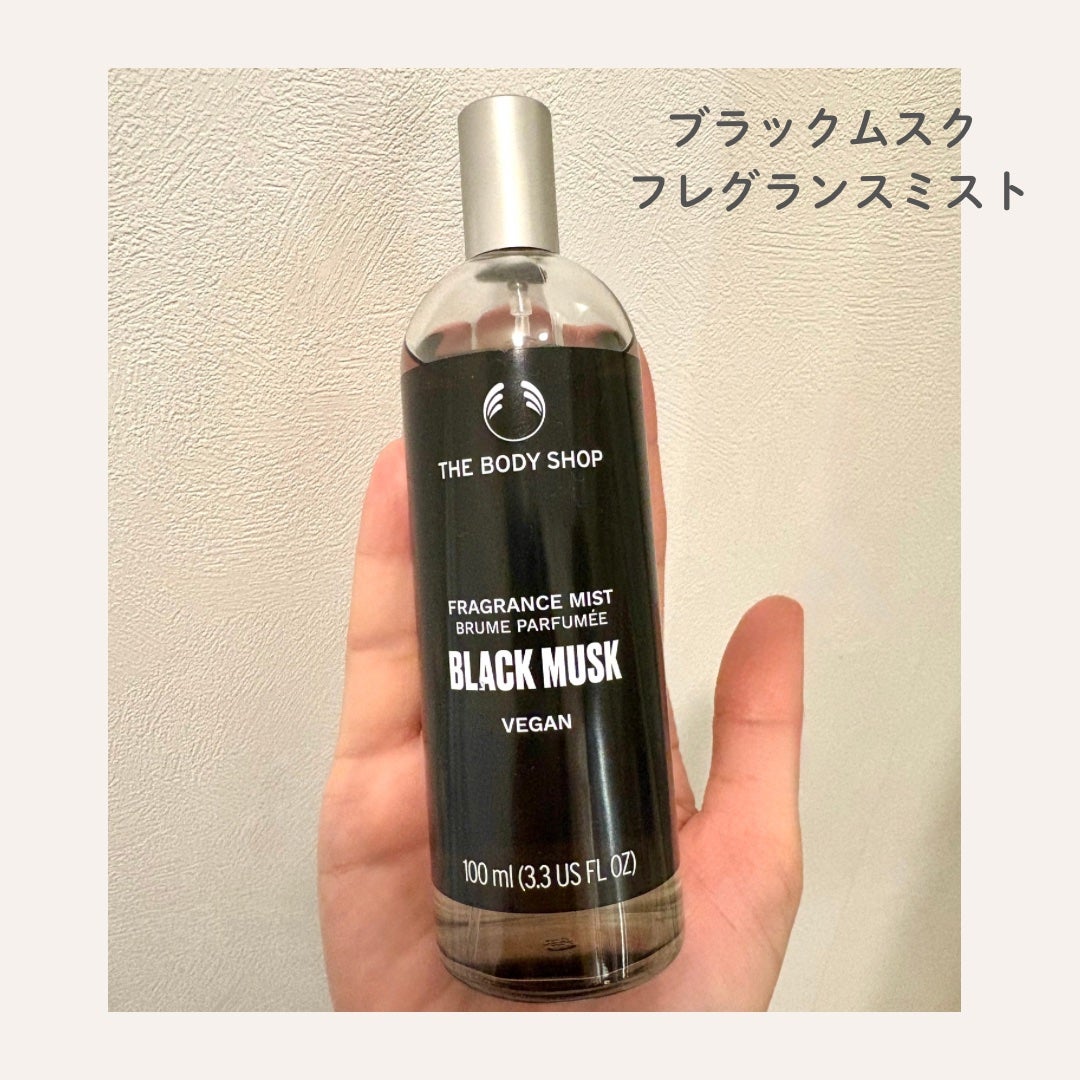 ブラックムスク
フレグランスミスト
THE BODY SHOP
FRAGRANCE MIST
BRUME PARFUMÉE
BLACK MUSK
VEGAN
100 ml (3.3 US FL OZ)